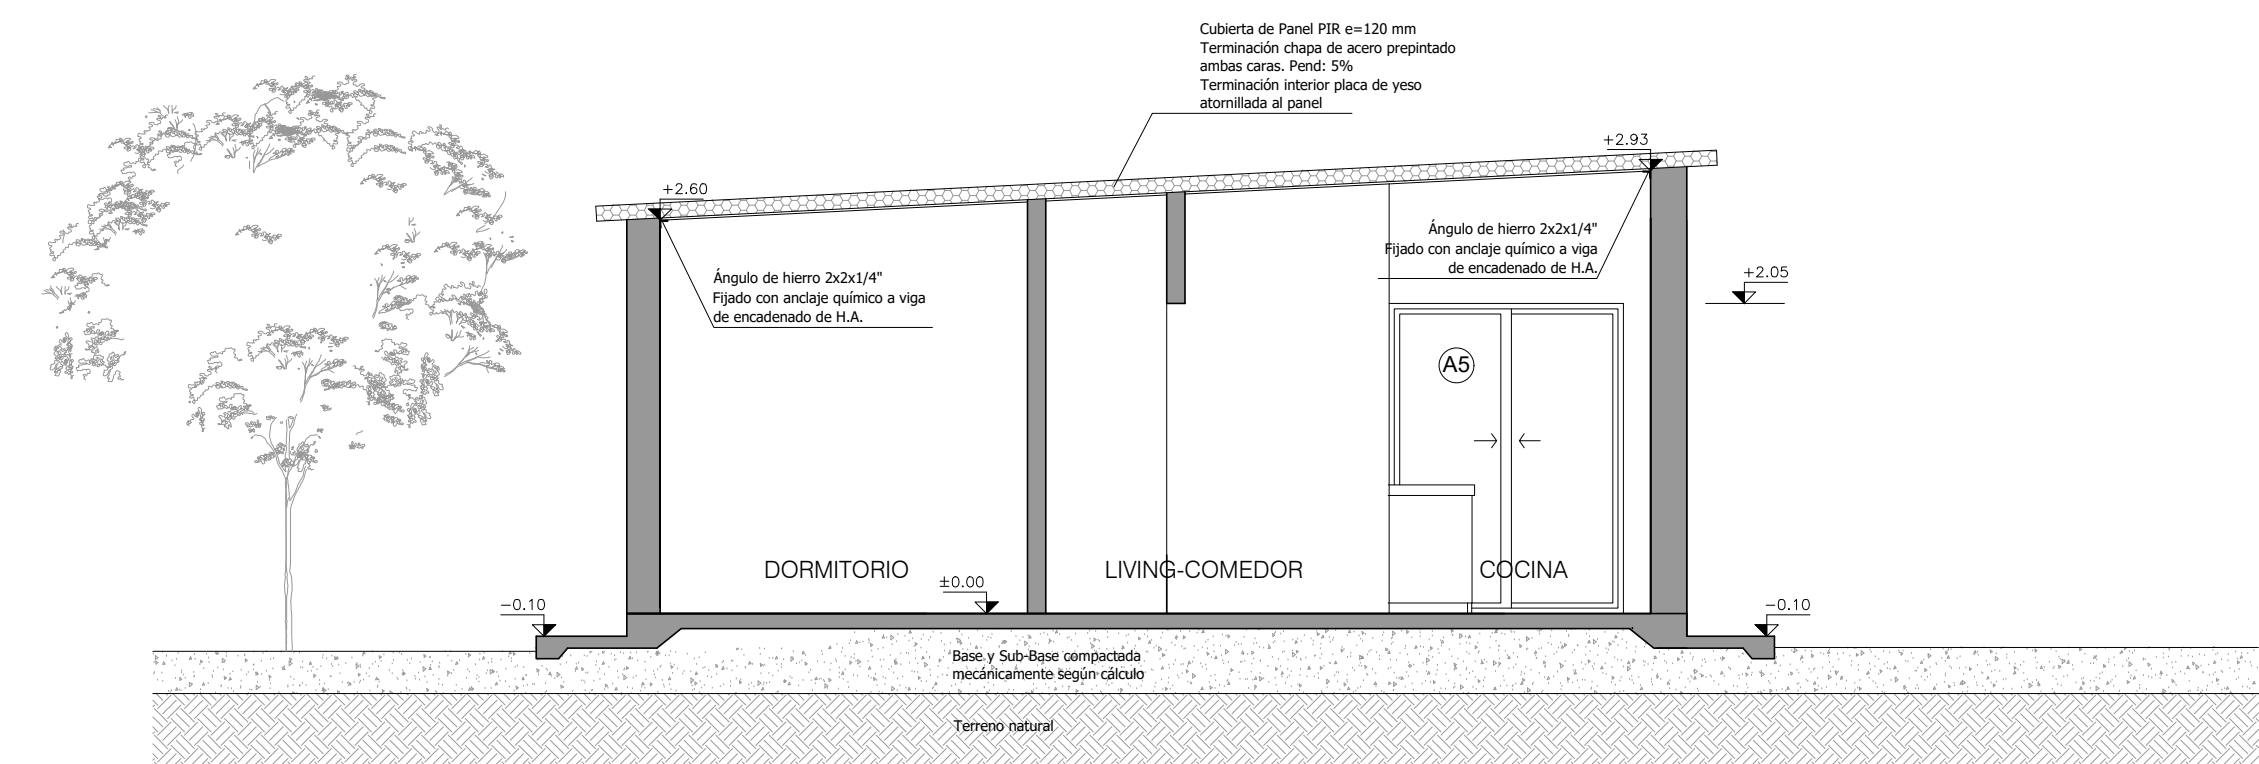 Cubierta de Panel PIR e=120 mm
Terminación chapa de acero prepintado
ambas caras. Pend: 5%
Terminación interior placa de yeso
atornillada al panel
+2.93
+2.60
Ángulo de hierro 2x2x1/4"
Fijado con anclaje químico a viga
de encadenado de H.A.
Ángulo de hierro 2x2x1/4"
Fijado con anclaje químico a viga
de encadenado de H.A.
+2.05
A5
DORMITORIO
LIVING-COMEDOR
COCINA
±0.00
−0.10
−0.10
Base y Sub-Base compactada
mecánicamente según cálculo
Terreno natural